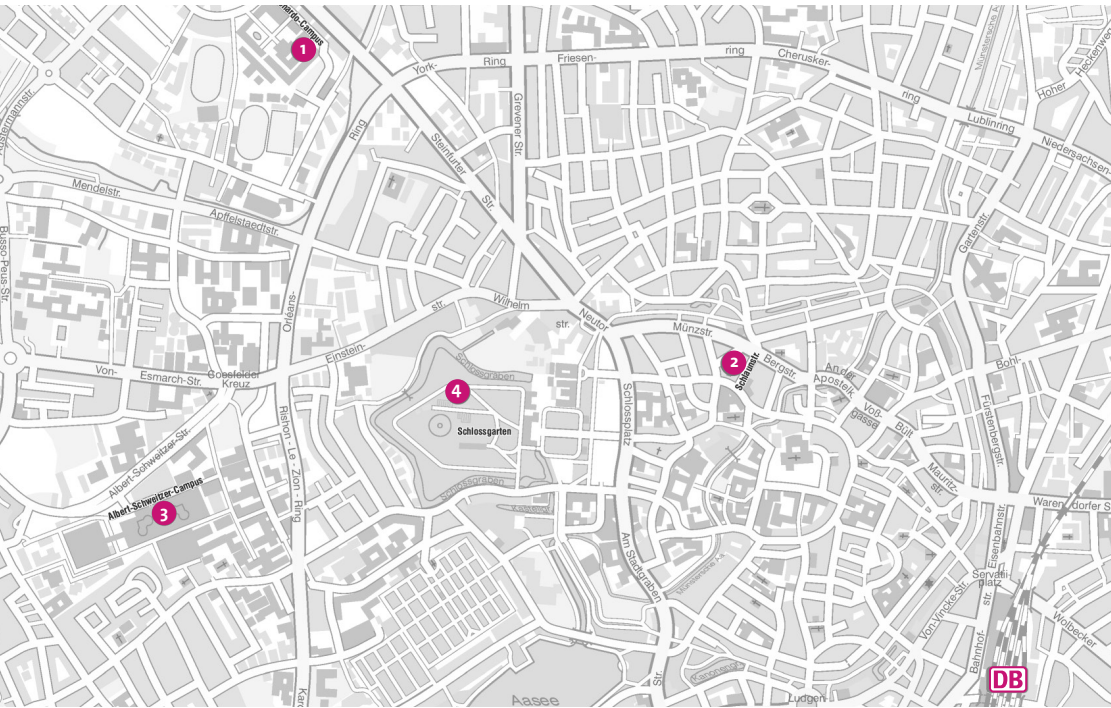 1
York-
Ring
Friesen-
ring
Cherusker-
ring
Hoher
Heckenweg
Lublinring
Niedersachsen-
Grevener Str.
Steinfurter
Str.
Ring
Mendelstr.
Apffelstaedtstr.
Busso-Peus-Str.
Gartenstr.
Orléans-
Wilhelm
str.
Neutor
str.
Münzstr.
2
Schlaunstr.
Bergstr.
An der
Apostelk
Voß-
gasse
Bült
Mauritz-
str.
Bohl-
Fürstenbergstr.
Einstein-
Von-
Esmarch-Str.
Coesfelder
Kreuz
Schlossgraben
4
Schlossgarten
Schlossgraben
Schlossplatz
Rishon - Le - Zion - Ring
Albert-Schweitzer-Str.
Albert-Schweitzer-Campus
3
Am Stadtgraben
Str.
Warendorfer S
Eisenbahnstr.
Servatii-
platz
str.
Bahnhof-
Von-Vincke-Str.
Wolbecker
DB
Aasee
Ludgeri-